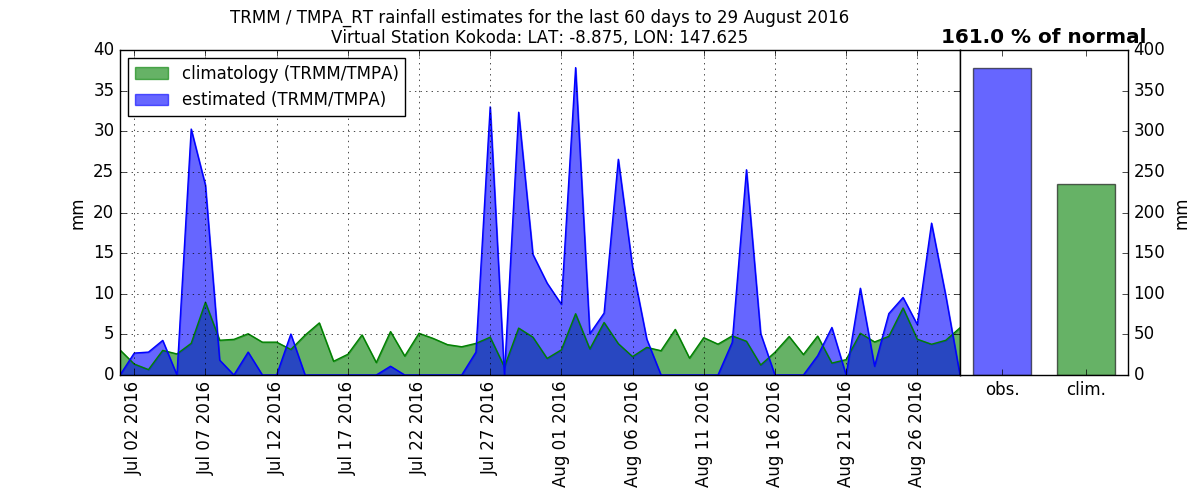 TRMM / TMPA_RT rainfall estimates for the last 60 days to 29 August 2016
Virtual Station Kokoda: LAT: -8.875, LON: 147.625
161.0 % of normal
climatology (TRMM/TMPA)
estimated (TRMM/TMPA)
mm
40
35
30
25
20
15
10
5
0
400
350
300
250
200
150
100
50
0
mm
Jul 02 2016
Jul 07 2016
Jul 12 2016
Jul 17 2016
Jul 22 2016
Jul 27 2016
Aug 01 2016
Aug 06 2016
Aug 11 2016
Aug 16 2016
Aug 21 2016
Aug 26 2016
obs.
clim.